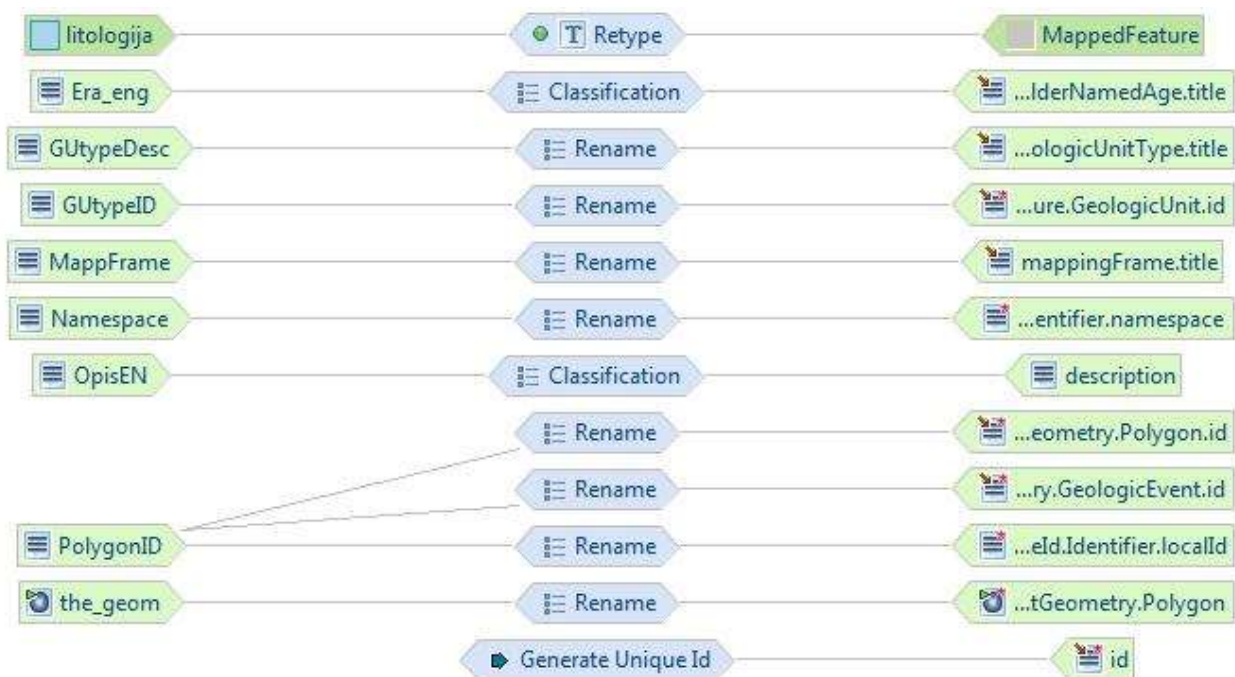 litologija T Retype MappedFeature
Era_eng Classification ...lderNamedAge.title
GUtypeDesc Rename ...ologicUnitType.title
GUtypeID Rename ...ure.GeologicUnit.id
MappFrame Rename mappingFrame.title
Namespace Rename ...entifier.namespace
OpisEN Classification description
Rename ...eometry.Polygon.id
Rename ...ry.GeologicEvent.id
PolygonID Rename ...eId.Identifier.localId
the_geom Rename ...tGeometry.Polygon
Generate Unique Id id